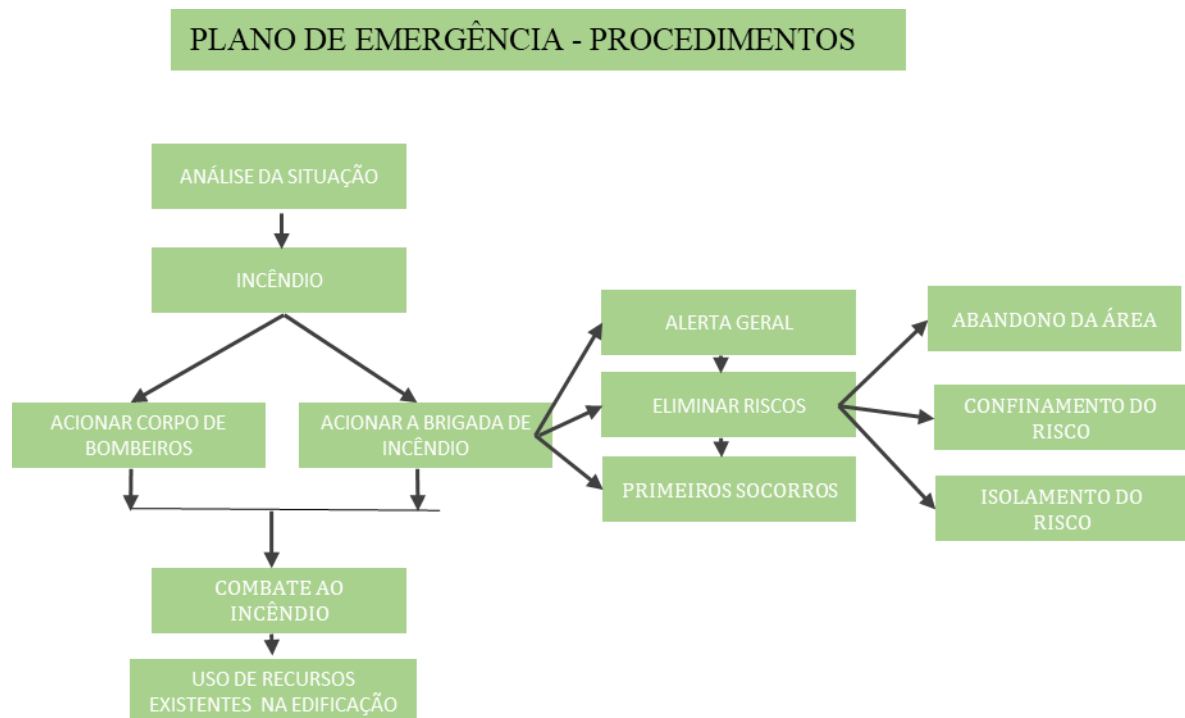 PLANO DE EMERGÊNCIA - PROCEDIMENTOS
ANÁLISE DA SITUAÇÃO
INCÊNDIO
ACIONAR CORPO DE
BOMBEIROS
ACIONAR A BRIGADA DE
INCÊNDIO
ALERTA GERAL
ELIMINAR RISCOS
PRIMEIROS SOCORROS
ABANDONO DA ÁREA
CONFINAMENTO DO
RISCO
ISOLAMENTO DO
RISCO
COMBATE AO
INCÊNDIO
USO DE RECURSOS
EXISTENTES NA EDIFICAÇÃO